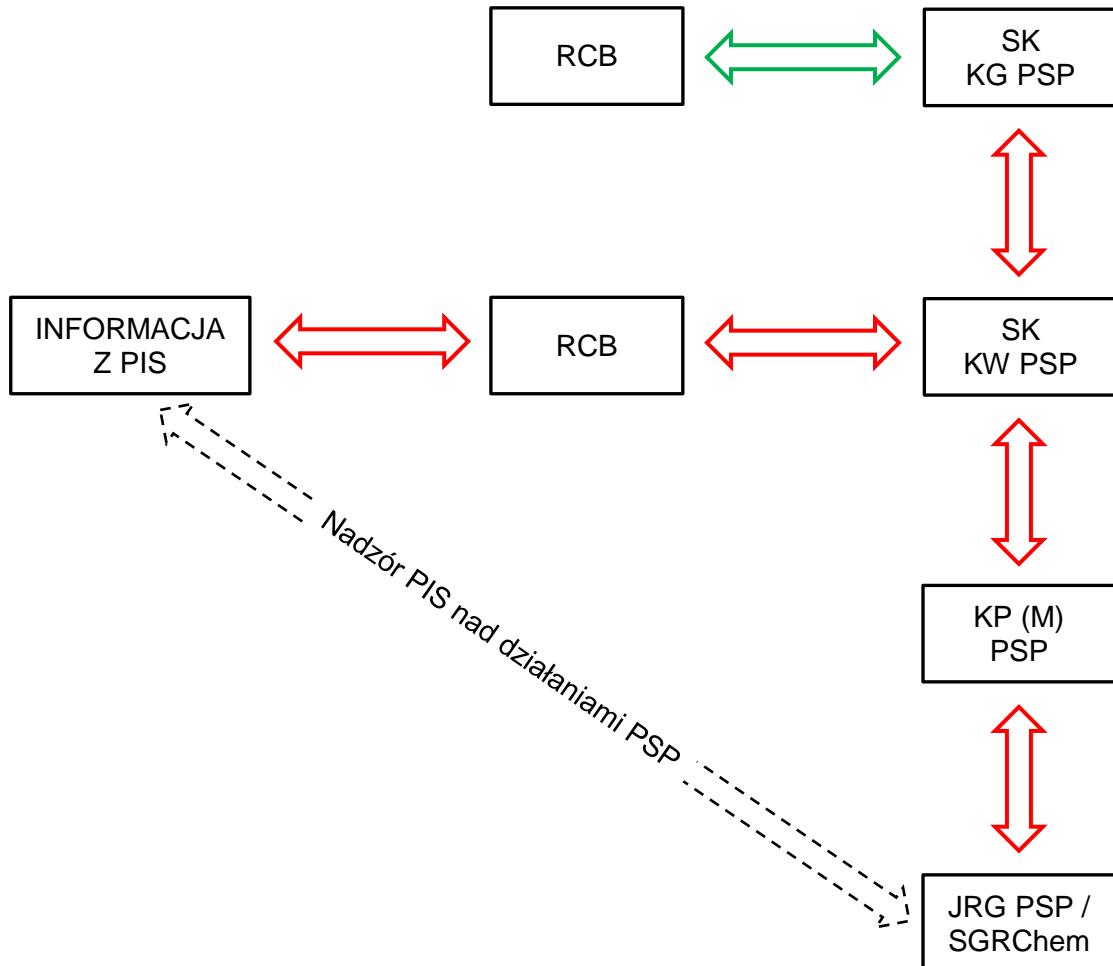 RCB
SK
KG PSP
INFORMACJA
Z PIS
RCB
SK
KW PSP
Nadzór PIS nad działaniami PSP
KP (M)
PSP
JRG PSP /
SGRChem